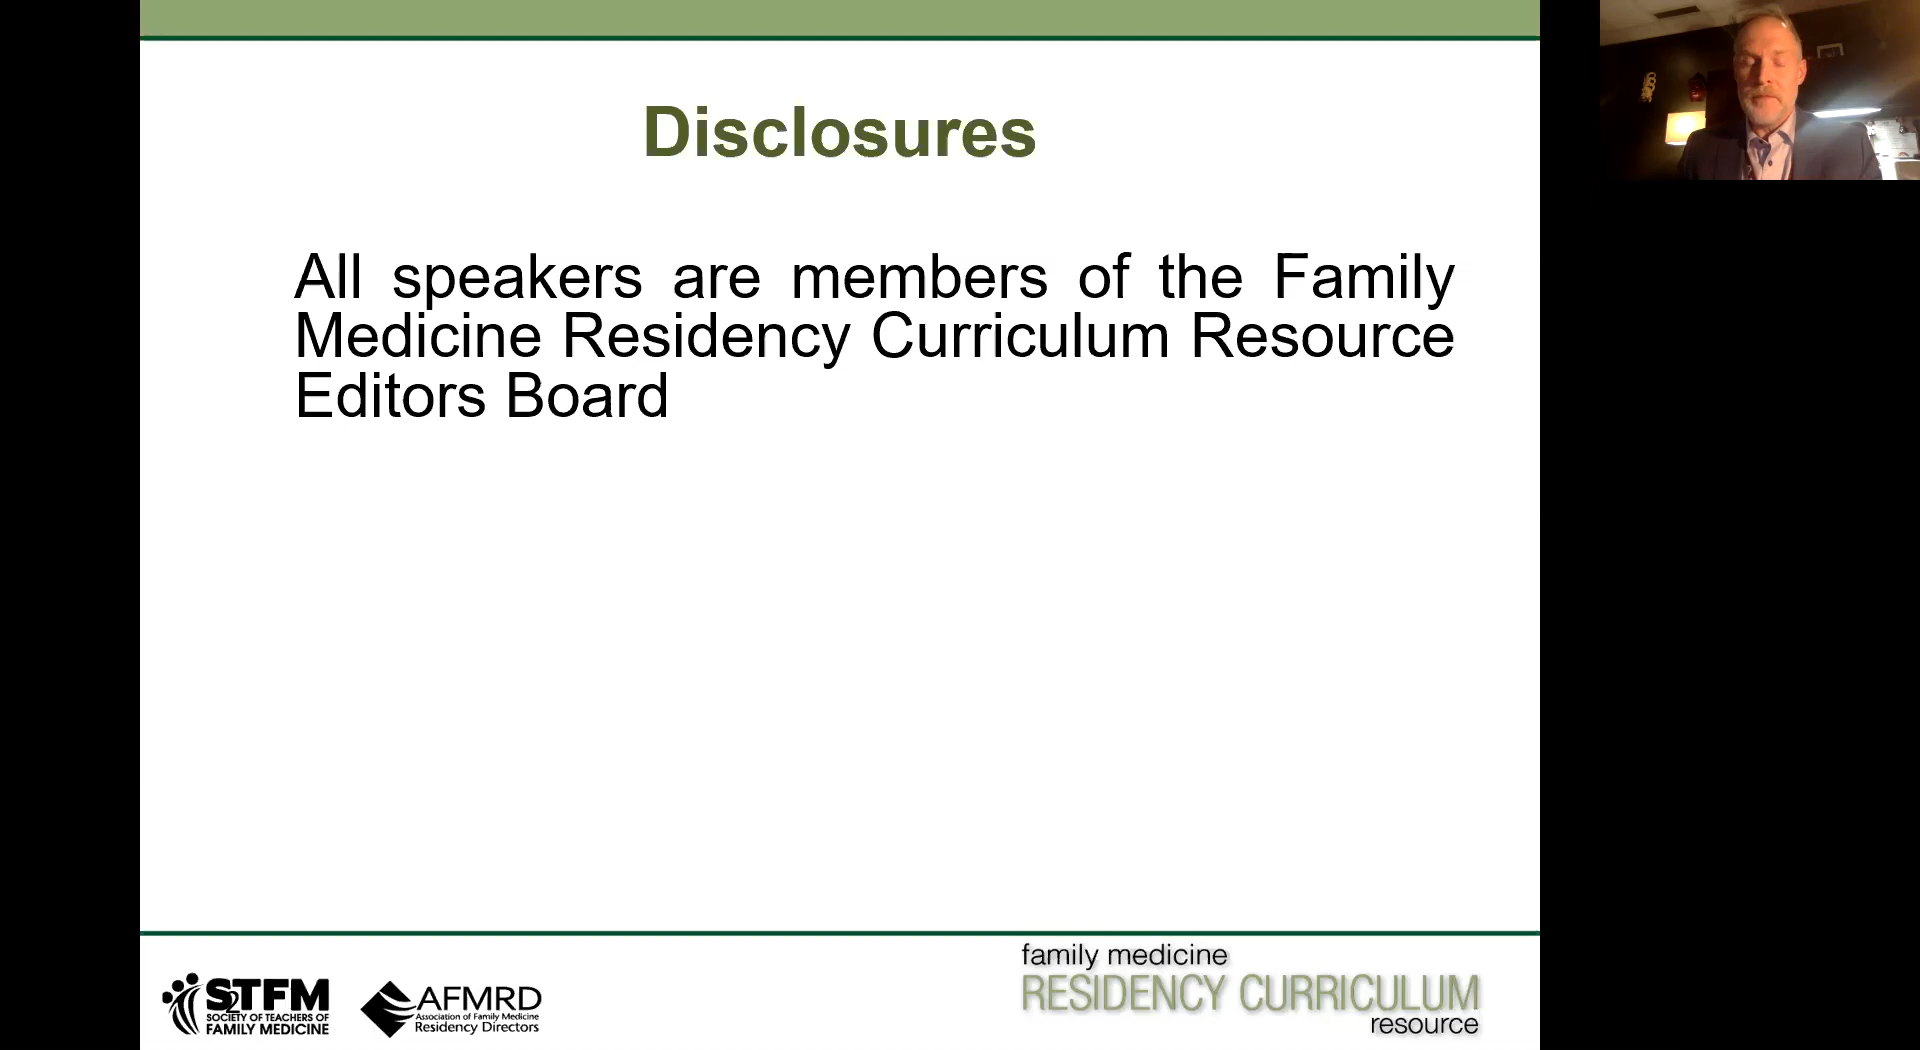 Disclosures
All speakers are members of the Family
Medicine Residency Curriculum Resource
Editors Board
STFM
2
SOCIETY OF TEACHERS OF
FAMILY MEDICINE
AFMRD
Association of Family Medicine
Residency Directors
family medicine
RESIDENCY CURRICULUM
resource